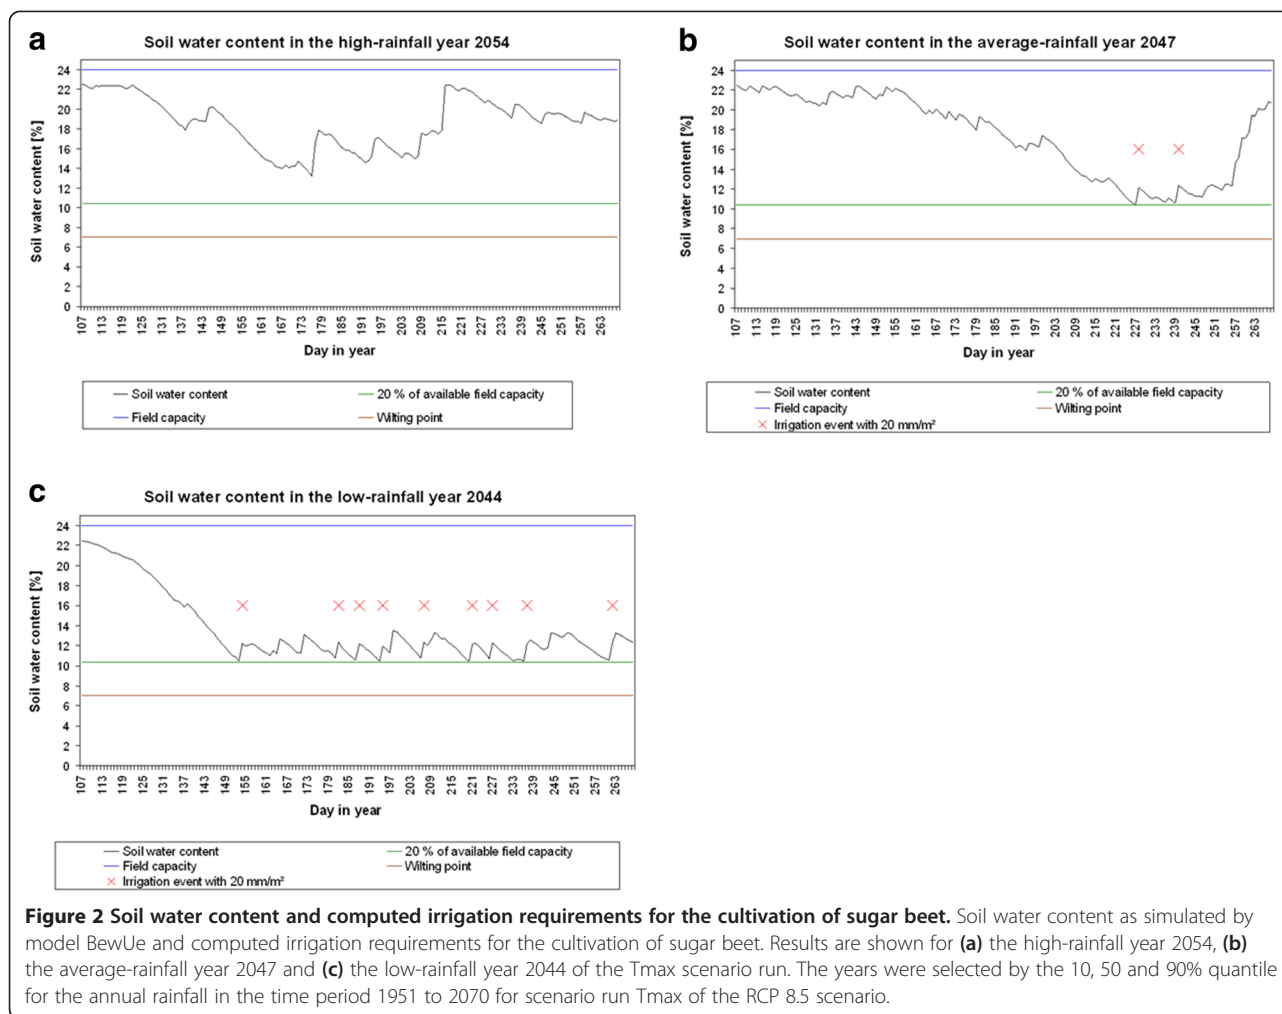 a
Soil water content in the high-rainfall year 2054
Soil water content [%]
24
22
20
18
16
14
12
10
8
6
4
2
0
107 113 119 125 131 137 143 149 155 161 167 173 179 185 191 197 203 209 215 221 227 233 239 245 251 257 263
Day in year
Soil water content
20 % of available field capacity
Field capacity
Wilting point
b
Soil water content in the average-rainfall year 2047
Soil water content [%]
24
22
20
18
16
14
12
10
8
6
4
2
0
107 113 119 125 131 137 143 149 155 161 167 173 179 185 191 197 203 209 215 221 227 233 239 245 251 257 263
Day in year
Soil water content
20 % of available field capacity
Field capacity
Wilting point
Irrigation event with 20 mm/m²
c
Soil water content in the low-rainfall year 2044
Soil water content [%]
24
22
20
18
16
14
12
10
8
6
4
2
0
107 113 119 125 131 137 143 149 155 161 167 173 179 185 191 197 203 209 215 221 227 233 239 245 251 257 263
Day in year
Soil water content
20 % of available field capacity
Field capacity
Wilting point
Irrigation event with 20 mm/m²
Figure 2 Soil water content and computed irrigation requirements for the cultivation of sugar beet. Soil water content as simulated by
model BewUe and computed irrigation requirements for the cultivation of sugar beet. Results are shown for (a) the high-rainfall year 2054, (b)
the average-rainfall year 2047 and (c) the low-rainfall year 2044 of the Tmax scenario run. The years were selected by the 10, 50 and 90% quantile
for the annual rainfall in the time period 1951 to 2070 for scenario run Tmax of the RCP 8.5 scenario.